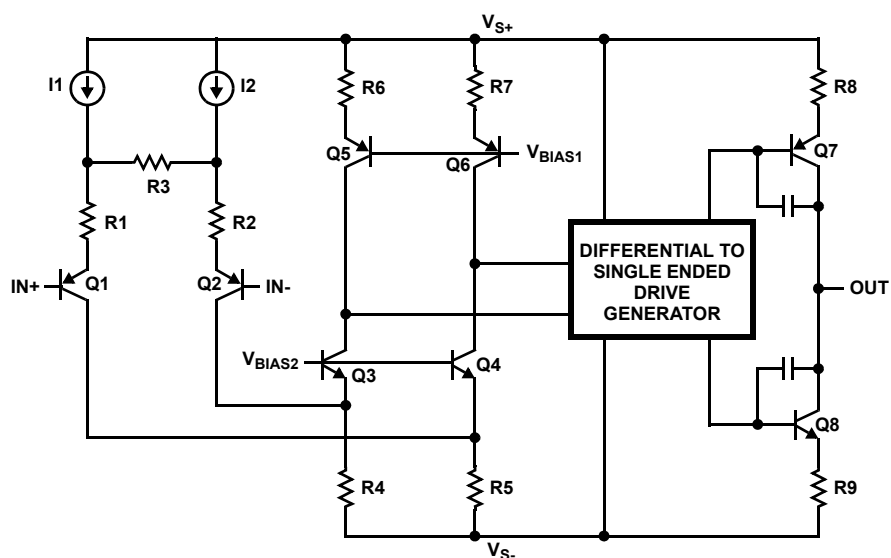 VS+
I1
I2
R6
R7
R8
Q5
Q6
VBIAS1
Q7
R3
R1
R2
DIFFERENTIAL TO
SINGLE ENDED
DRIVE
GENERATOR
IN+
Q1
Q2
IN-
OUT
VBIAS2
Q3
Q4
Q8
R4
R5
R9
VS-